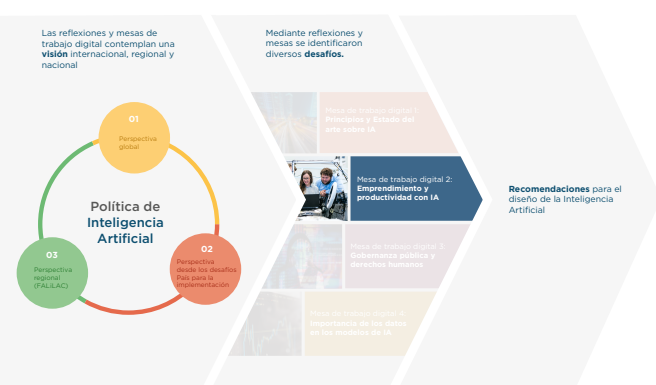 Las reflexiones y mesas de
trabajo digital contemplan una
visión internacional, regional y
nacional
01
Perspectiva
global
Política de
Inteligencia
Artificial
03
Perspectiva
regional
(FALILAC)
02
Perspectiva
desde los desafíos
País para la
implementación
Mediante reflexiones y
mesas se identificaron
diversos desafíos.
Mesa de trabajo digital 1:
Principios y Estado del
arte sobre IA
Mesa de trabajo digital 2:
Emprendimiento y
productividad con IA
Mesa de trabajo digital 3:
Gobernanza pública y
derechos humanos
Mesa de trabajo digital 4:
Importancia de los datos
en los modelos de IA
Recomendaciones para el
diseño de la Inteligencia
Artificial